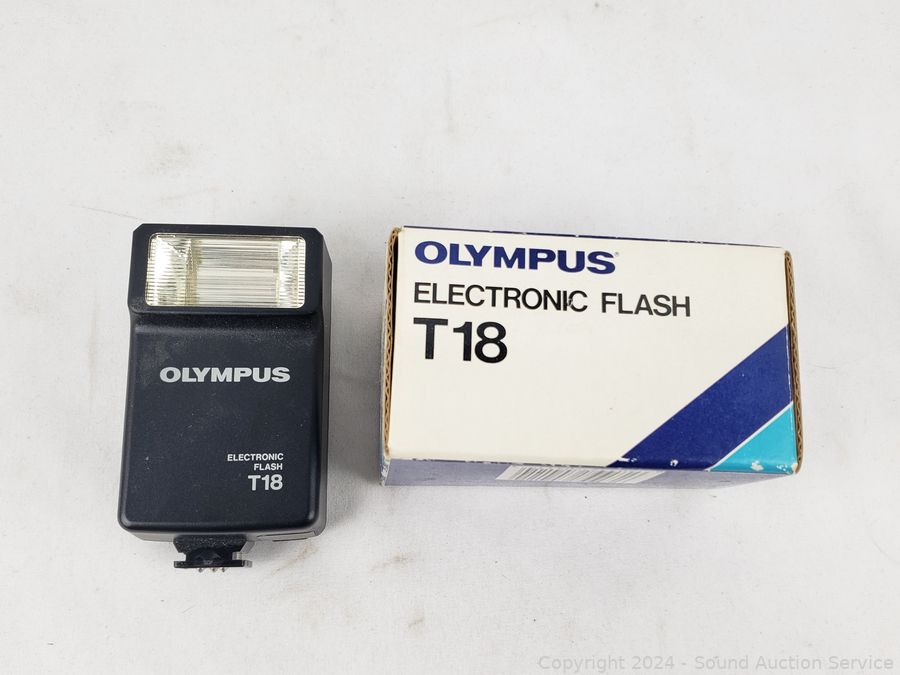 OLYMPUS
ELECTRONIC
FLASH
T18
OLYMPUS
ELECTRONIC FLASH
T18
Copyright 2024 - Sound Auction Service